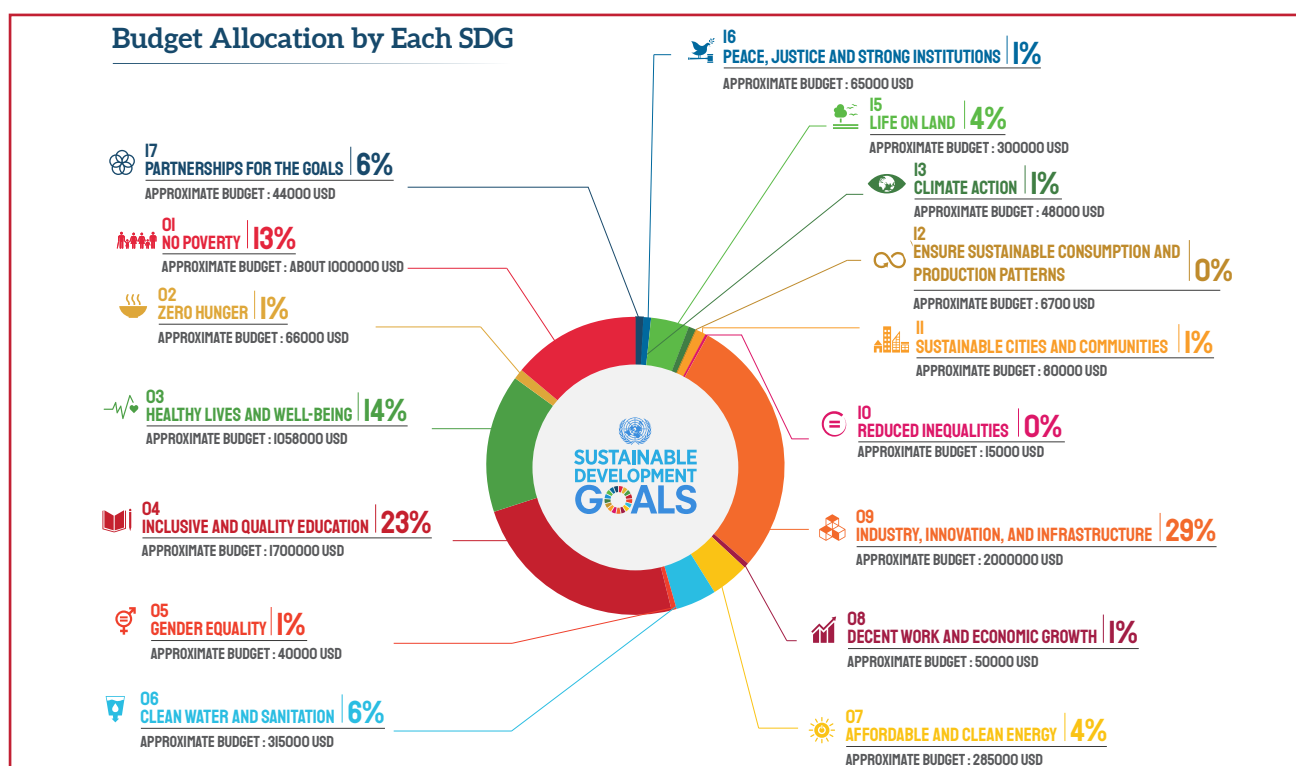 Budget Allocation by Each SDG
16
PEACE, JUSTICE AND STRONG INSTITUTIONS 1%
APPROXIMATE BUDGET : 65000 USD
15
LIFE ON LAND 4%
APPROXIMATE BUDGET : 300000 USD
17
PARTNERSHIPS FOR THE GOALS 6%
APPROXIMATE BUDGET : 44000 USD
13
CLIMATE ACTION 1%
APPROXIMATE BUDGET : 48000 USD
01
NO POVERTY 13%
APPROXIMATE BUDGET : ABOUT 1000000 USD
12
ENSURE SUSTAINABLE CONSUMPTION AND
PRODUCTION PATTERNS 0%
APPROXIMATE BUDGET : 6700 USD
02
ZERO HUNGER 1%
APPROXIMATE BUDGET : 66000 USD
11
SUSTAINABLE CITIES AND COMMUNITIES 1%
APPROXIMATE BUDGET : 80000 USD
03
HEALTHY LIVES AND WELL-BEING 14%
APPROXIMATE BUDGET : 1058000 USD
10
REDUCED INEQUALITIES 0%
APPROXIMATE BUDGET : 15000 USD
SUSTAINABLE
DEVELOPMENT
GOALS
04
INCLUSIVE AND QUALITY EDUCATION 23%
APPROXIMATE BUDGET : 1700000 USD
09
INDUSTRY, INNOVATION, AND INFRASTRUCTURE 29%
APPROXIMATE BUDGET : 2000000 USD
05
GENDER EQUALITY 1%
APPROXIMATE BUDGET : 40000 USD
08
DECENT WORK AND ECONOMIC GROWTH 1%
APPROXIMATE BUDGET : 50000 USD
06
CLEAN WATER AND SANITATION 6%
APPROXIMATE BUDGET : 315000 USD
07
AFFORDABLE AND CLEAN ENERGY 4%
APPROXIMATE BUDGET : 285000 USD